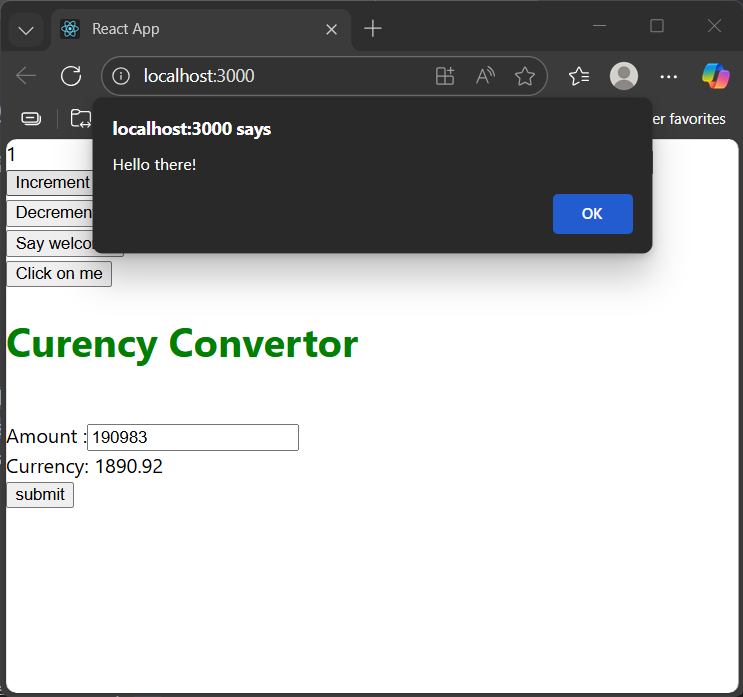 React App
localhost:3000
er favorites
localhost:3000 says
Hello there!
OK
1
Increment
Decremen
Say welco
Click on me
Curency Convertor
Amount :190983
Currency: 1890.92
submit